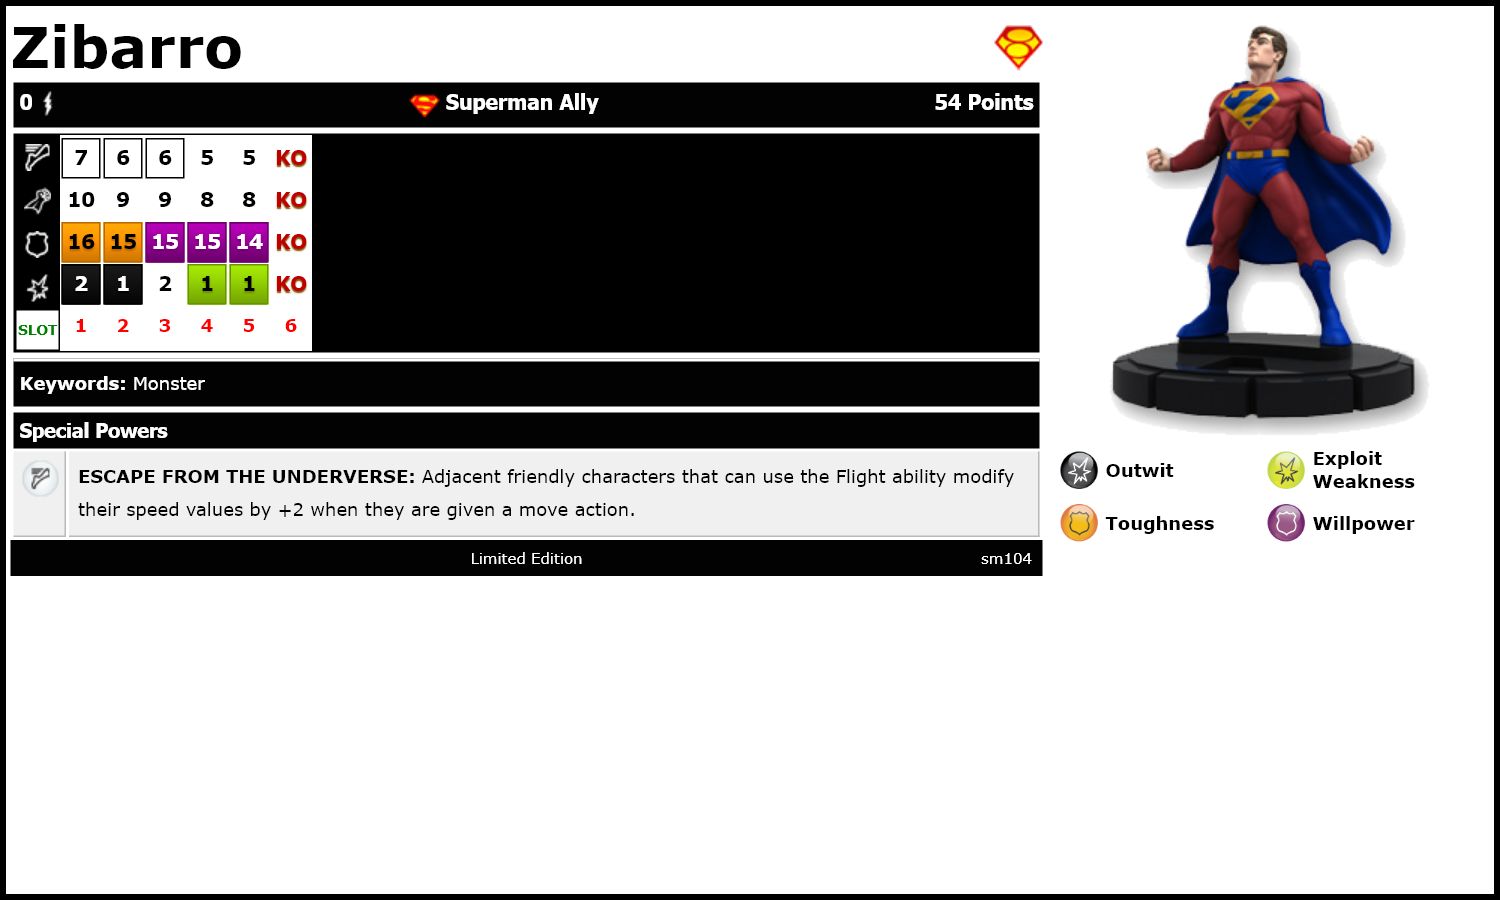 Zibarro
0 Superman Ally 54 Points
7 6 6 5 5 KO
10 9 9 8 8 KO
16 15 15 15 14 KO
2 1 2 1 1 KO
SLOT 1 2 3 4 5 6
Keywords: Monster
Special Powers
ESCAPE FROM THE UNDERVERSE: Adjacent friendly characters that can use the Flight ability modify
their speed values by +2 when they are given a move action.
Limited Edition sm104
Outwit
Exploit
Weakness
Toughness
Willpower